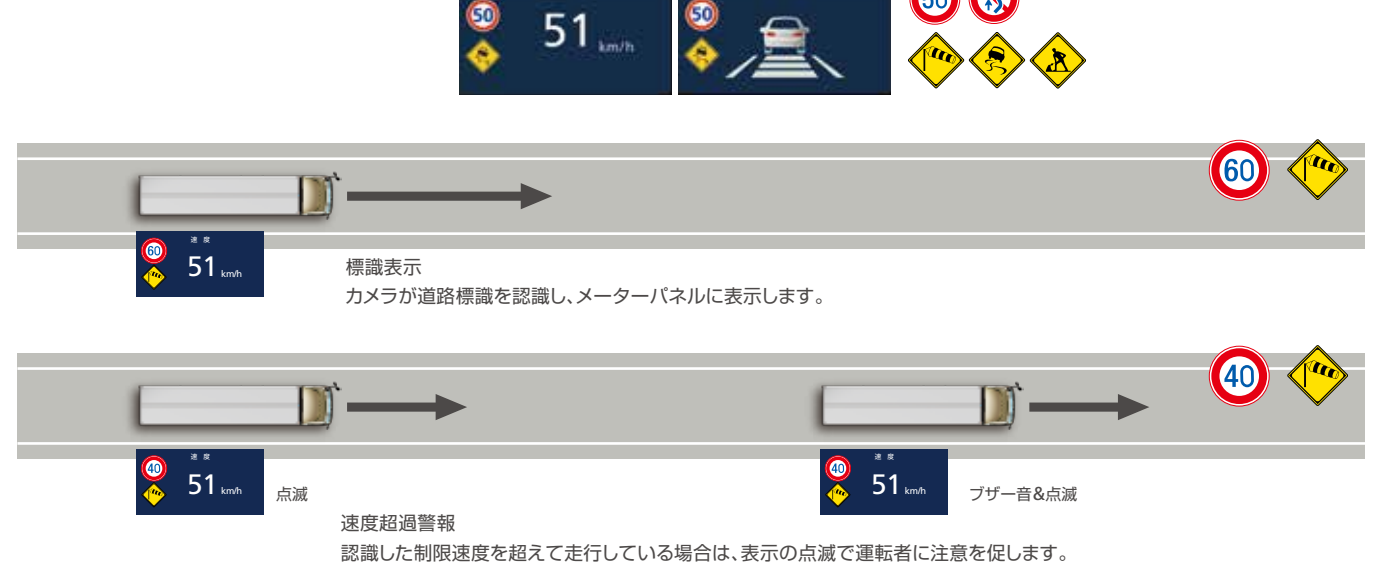 50
51 km/h
50
50
60
速度
60
51 km/h
標識表示
カメラが道路標識を認識し、メーターパネルに表示します。
40
速度
40
51 km/h
点滅
速度
40
51 km/h
ブザー音&点滅
速度超過警報
認識した制限速度を超えて走行している場合は、表示の点滅で運転者に注意を促します。